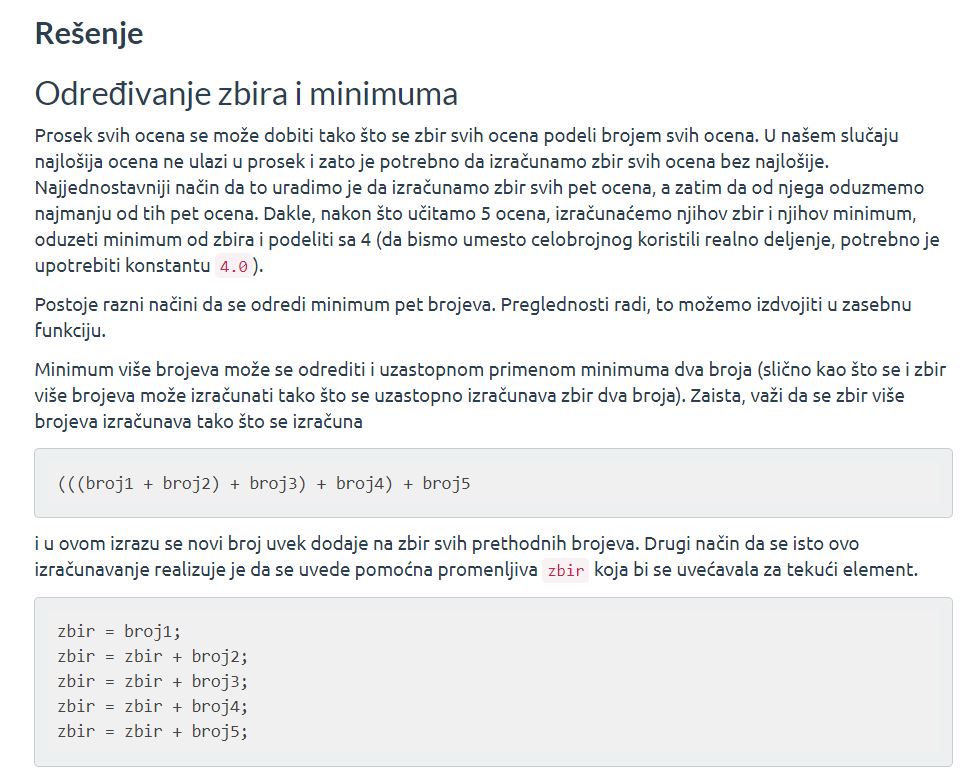 Rešenje
Određivanje zbira i minimuma
Prosek svih ocena se može dobiti tako što se zbir svih ocena podeli brojem svih ocena. U našem slučaju
najlošija ocena ne ulazi u prosek i zato je potrebno da izračunamo zbir svih ocena bez najlošije.
Najjednostavniji način da to uradimo je da izračunamo zbir svih pet ocena, a zatim da od njega oduzmemo
najmanju od tih pet ocena. Dakle, nakon što učitamo 5 ocena, izračunaćemo njihov zbir i njihov minimum,
oduzeti minimum od zbira i podeliti sa 4 (da bismo umesto celobrojnog koristili realno deljenje, potrebno je
upotrebiti konstantu 4.0 ).
Postoje razni načini da se odredi minimum pet brojeva. Preglednosti radi, to možemo izdvojiti u zasebnu
funkciju.
Minimum više brojeva može se odrediti i uzastopnom primenom minimuma dva broja (slično kao što se i zbir
više brojeva može izračunati tako što se uzastopno izračunava zbir dva broja). Zaista, važi da se zbir više
brojeva izračunava tako što se izračuna
(((broj1 + broj2) + broj3) + broj4) + broj5
i u ovom izrazu se novi broj uvek dodaje na zbir svih prethodnih brojeva. Drugi način da se isto ovo
izračunavanje realizuje je da se uvede pomoćna promenljiva zbir koja bi se uvećavala za tekući element.
zbir = broj1;
zbir = zbir + broj2;
zbir = zbir + broj3;
zbir = zbir + broj4;
zbir = zbir + broj5;